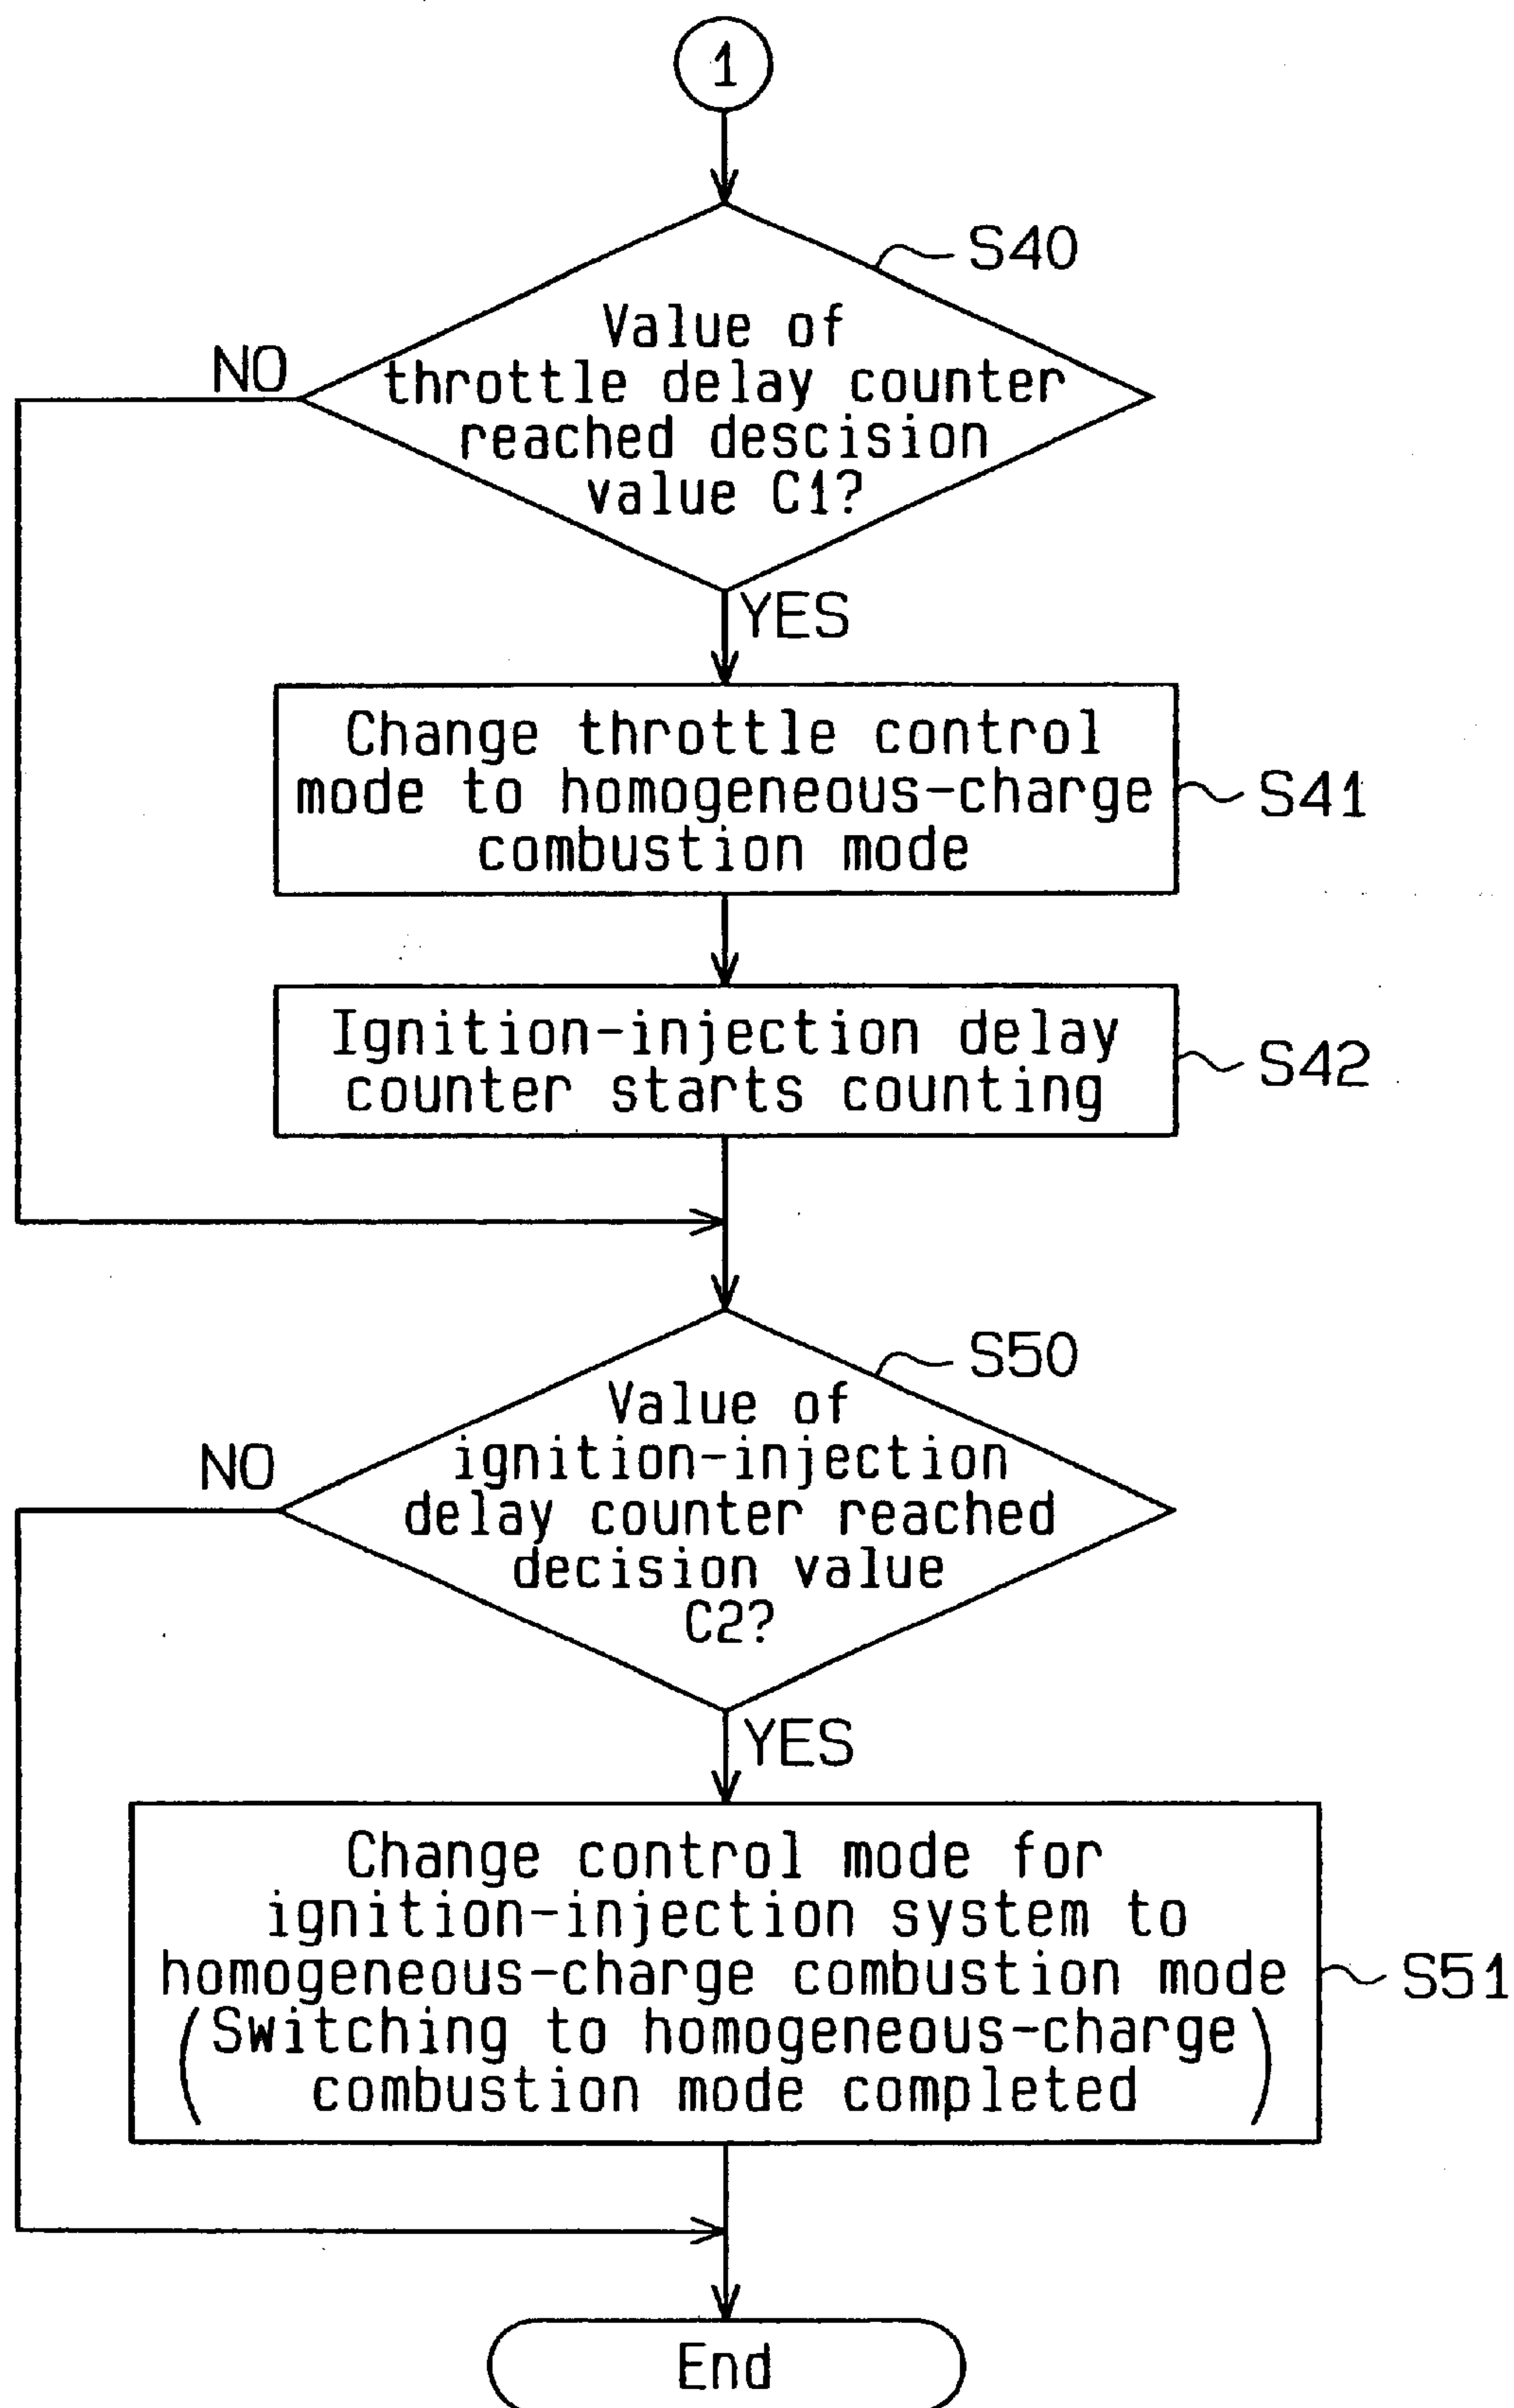 1
S40
Value of
throttle delay counter
reached descision
value C1?
NO
YES
Change throttle control
mode to homogeneous-charge
combustion mode
S41
Ignition-injection delay
counter starts counting
S42
S50
Value of
ignition-injection
delay counter reached
decision value
C2?
NO
YES
Change control mode for
ignition-injection system to
homogeneous-charge combustion mode
(Switching to homogeneous-charge
combustion mode completed)
S51
End